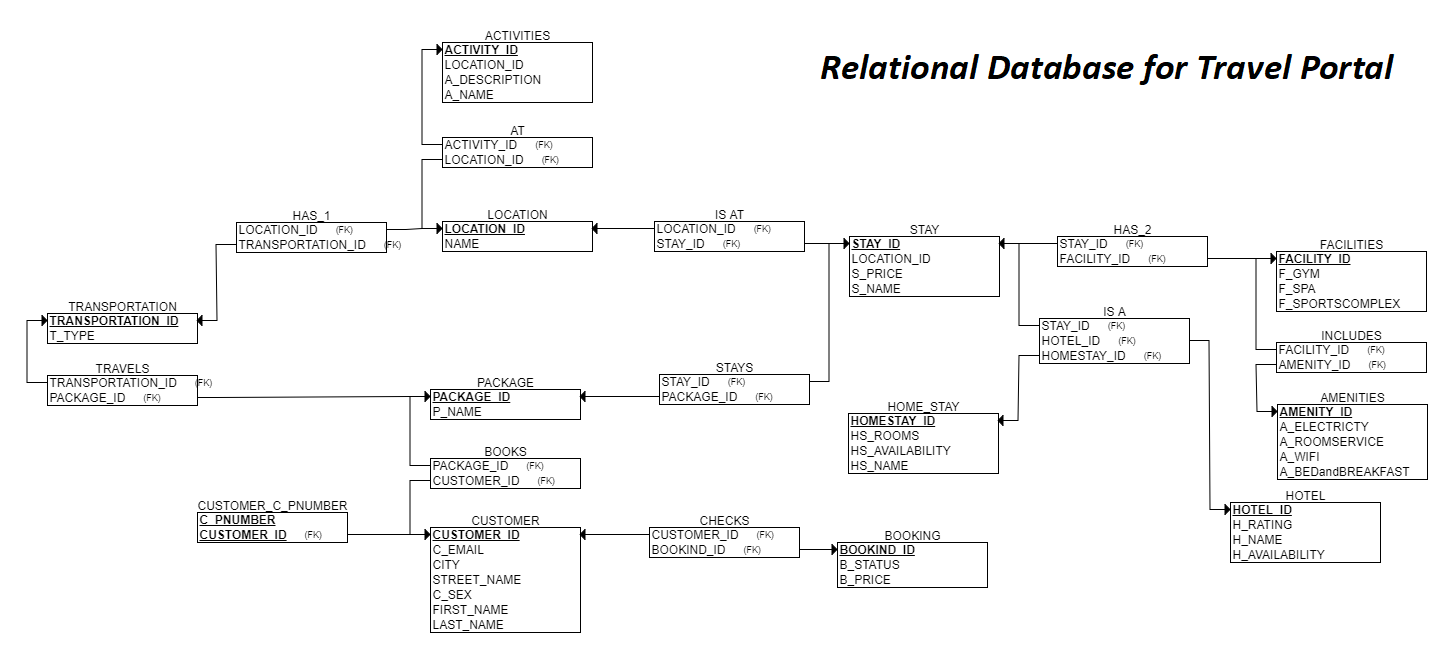 Relational Database for Travel Portal
ACTIVITIES
ACTIVITY_ID
LOCATION_ID
A_DESCRIPTION
A_NAME
AT
ACTIVITY_ID (FK)
LOCATION_ID (FK)
HAS_1
LOCATION_ID (FK)
TRANSPORTATION_ID (FK)
LOCATION
LOCATION_ID
NAME
IS AT
LOCATION_ID (FK)
STAY_ID (FK)
STAY
STAY_ID
LOCATION_ID
S_PRICE
S_NAME
HAS_2
STAY_ID (FK)
FACILITY_ID (FK)
FACILITIES
FACILITY_ID
F_GYM
F_SPA
F_SPORTSCOMPLEX
TRANSPORTATION
TRANSPORTATION_ID
T_TYPE
IS A
STAY_ID (FK)
HOTEL_ID (FK)
HOMESTAY_ID (FK)
INCLUDES
FACILITY_ID (FK)
AMENITY_ID (FK)
TRAVELS
TRANSPORTATION_ID (FK)
PACKAGE_ID (FK)
PACKAGE
PACKAGE_ID
P_NAME
STAYS
STAY_ID (FK)
PACKAGE_ID (FK)
HOME_STAY
HOMESTAY_ID
HS_ROOMS
HS_AVAILABILITY
HS_NAME
AMENITIES
AMENITY_ID
A_ELECTRICTY
A_ROOMSERVICE
A_WIFI
A_BEDandBREAKFAST
BOOKS
PACKAGE_ID (FK)
CUSTOMER_ID (FK)
CUSTOMER_C_PNUMBER
C_PNUMBER
CUSTOMER_ID (FK)
CUSTOMER
CUSTOMER_ID
C_EMAIL
CITY
STREET_NAME
C_SEX
FIRST_NAME
LAST_NAME
CHECKS
CUSTOMER_ID (FK)
BOOKIND_ID (FK)
BOOKING
BOOKIND_ID
B_STATUS
B_PRICE
HOTEL
HOTEL_ID
H_RATING
H_NAME
H_AVAILABILITY